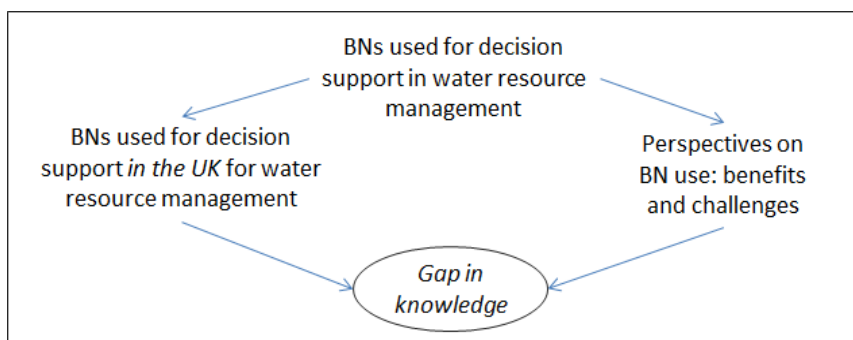 BNs used for decision
support in water resource
management
BNs used for decision
support in the UK for water
resource management
Perspectives on
BN use: benefits
and challenges
Gap in
knowledge